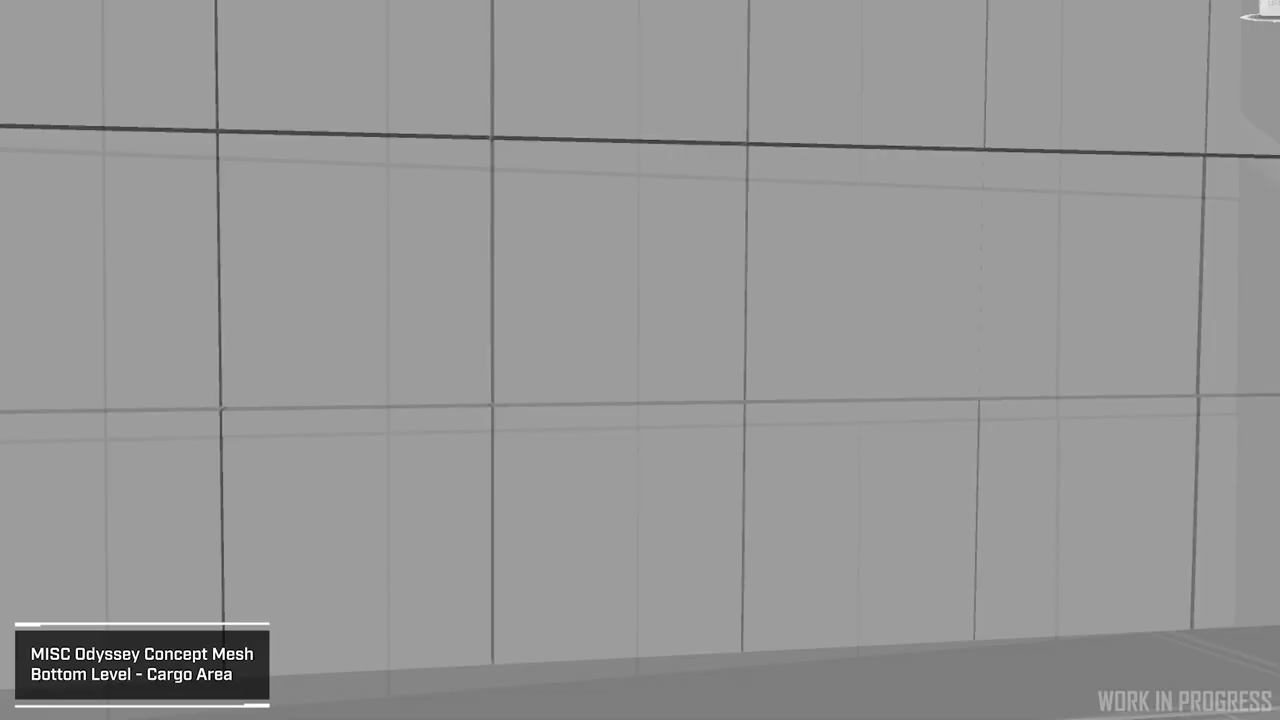 MISC Odyssey Concept Mesh
Bottom Level - Cargo Area
WORK IN PROGRESS